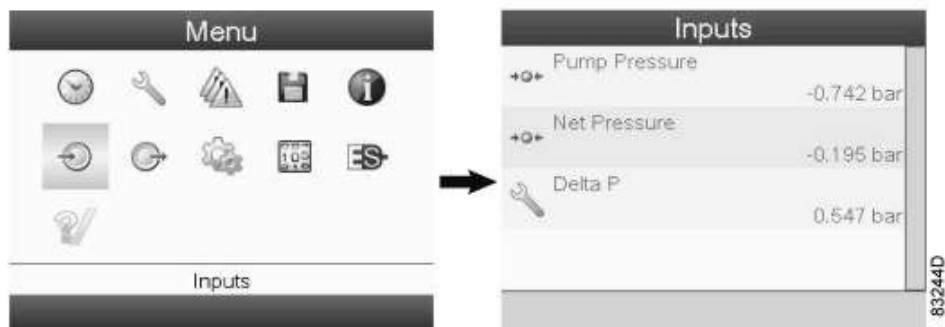 Menu
Inputs
Inputs
Pump Pressure
-0.742 bar
Net Pressure
-0.195 bar
Delta P
0.547 bar
83244D